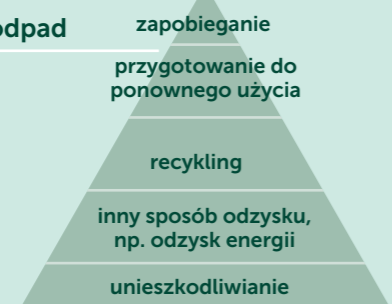 odpad
zapobieganie
przygotowanie do
ponownego użycia
recykling
inny sposób odzysku,
np. odzysk energii
unieszkodliwianie